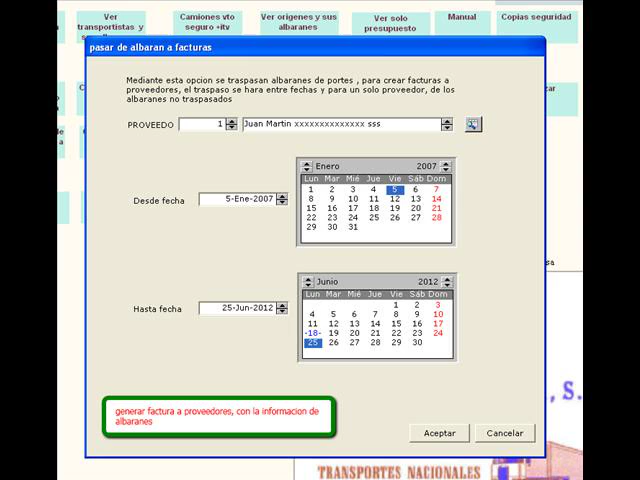 Ver
transportistas y
Camiones vto
seguro +itv
Ver origenes y sus
albaranes
Ver solo
presupuesto
Manual
Copias seguridad
pasar de albaran a facturas
Mediante esta opcion se traspasan albaranes de portes , para crear facturas a
proveedores, el traspaso se hara entre fechas y para un solo proveedor, de los
albaranes no traspasados
PROVEEDO 1 Juan Martin xxxxxxxxxxxxxx sss
Enero 2007
Lun Mar Mié Jue Vie Sáb Dom
1 2 3 4 5 6 7
8 9 10 11 12 13 14
15 16 17 18 19 20 21
22 23 24 25 26 27 28
29 30 31
Desde fecha 5-Ene-2007
Junio 2012
Lun Mar Mié Jue Vie Sáb Dom
1 2 3
4 5 6 7 8 9 10
11 12 13 14 15 16 17
-18- 19 20 21 22 23 24
25 26 27 28 29 30
Hasta fecha 25-Jun-2012
generar factura a proveedores, con la informacion de
albaranes
Aceptar Cancelar
, S.
TRANSPORTES NACIONALES